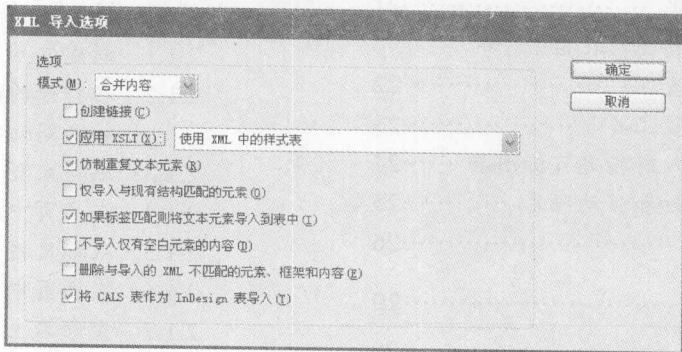 XML 导入选项
选项
模式(M): 合并内容
确定
取消
创建链接(C)
应用 XSLT(X) 使用 XML 中的样式表
仿制重复文本元素(R)
仅导入与现有结构匹配的元素(O)
如果标签匹配则将文本元素导入到表中(I)
不导入仅有空白元素的内容(D)
删除与导入的 XML 不匹配的元素、框架和内容(E)
将 CALS 表作为 InDesign 表导入(T)